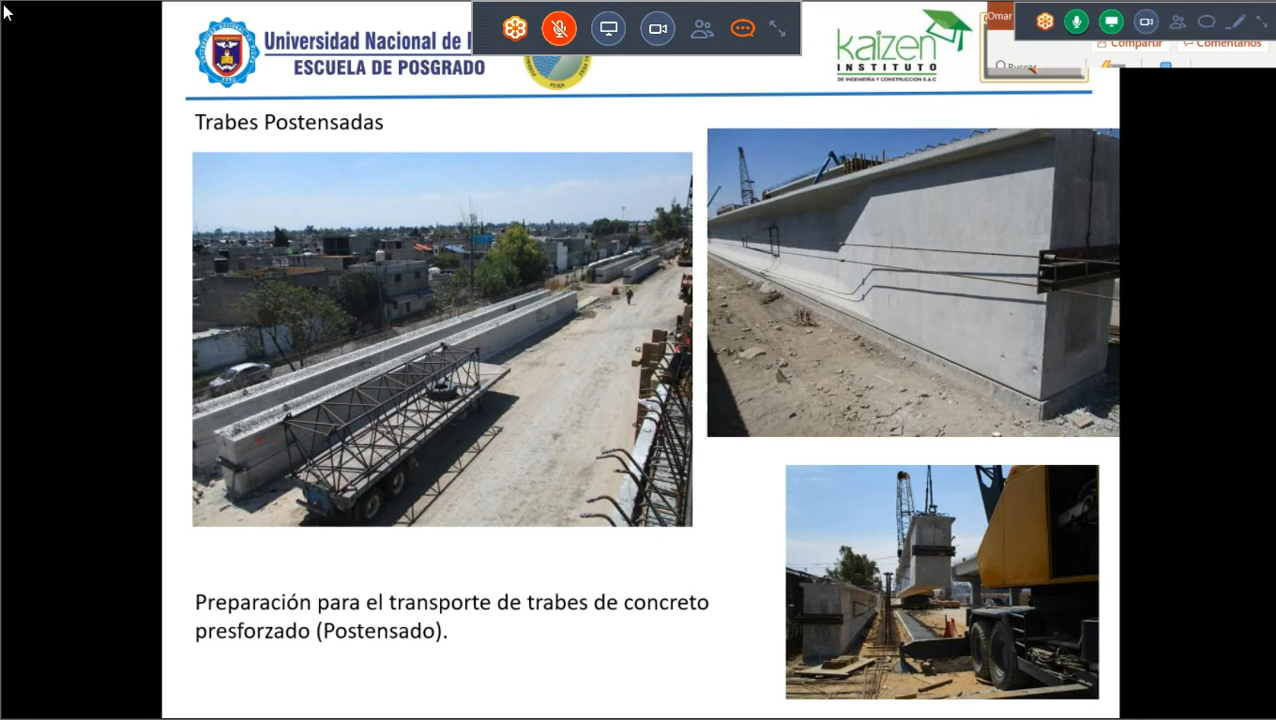 Universidad Nacional de
ESCUELA DE POSGRADO
kaizen
INSTITUTO
DE INGENIERÍA Y CONSTRUCCIÓN S.A.C
Omar
Compartir
Comentarios
Buscar
Trabes Postensadas
Preparación para el transporte de trabes de concreto
presforzado (Postensado).